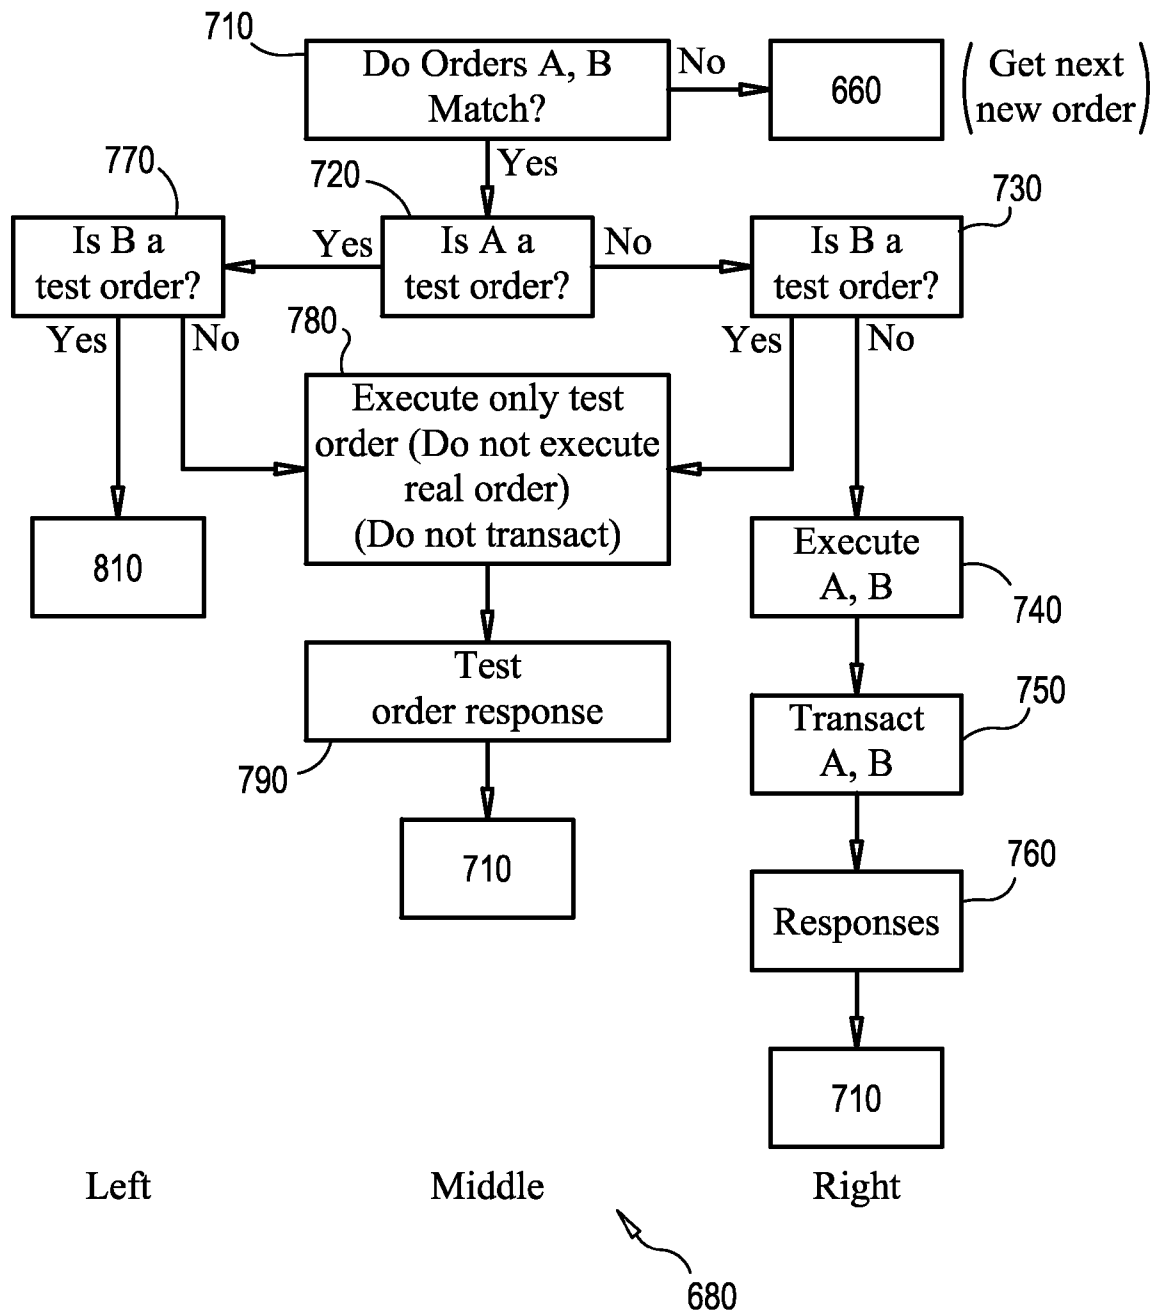 710
Do Orders A, B
Match?
No
660
(Get next
new order)
Yes
770
720
730
Is B a
test order?
Yes
Is A a
test order?
No
Is B a
test order?
Yes
No
780
Yes
No
Execute only test
order (Do not execute
real order)
(Do not transact)
810
Execute
A, B
740
Test
order response
790
750
Transact
A, B
710
760
Responses
710
Left
Middle
Right
680